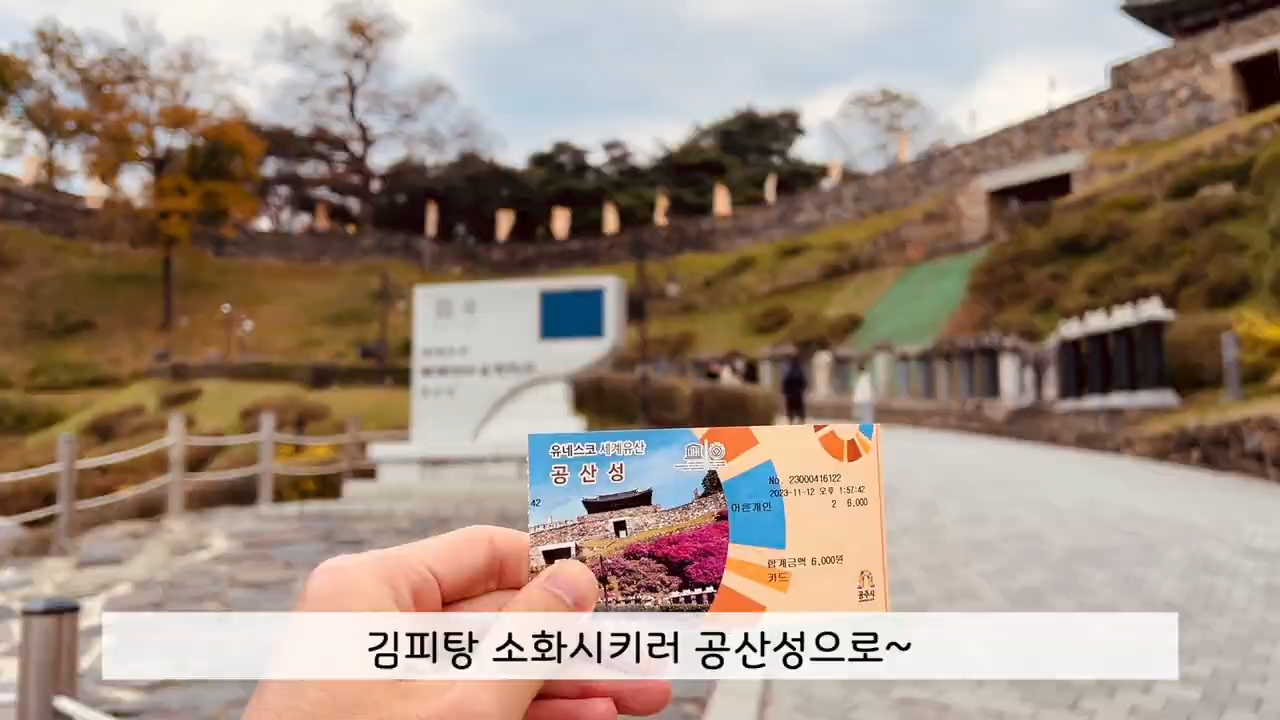 유네스코 세계유산
공산성
42
No. 23000416122
2023-11-12 오후 1:57:42
어른개인 2 6,000
합계금액 6,000원
카드
공주시
김피탕 소화시키러 공산성으로~